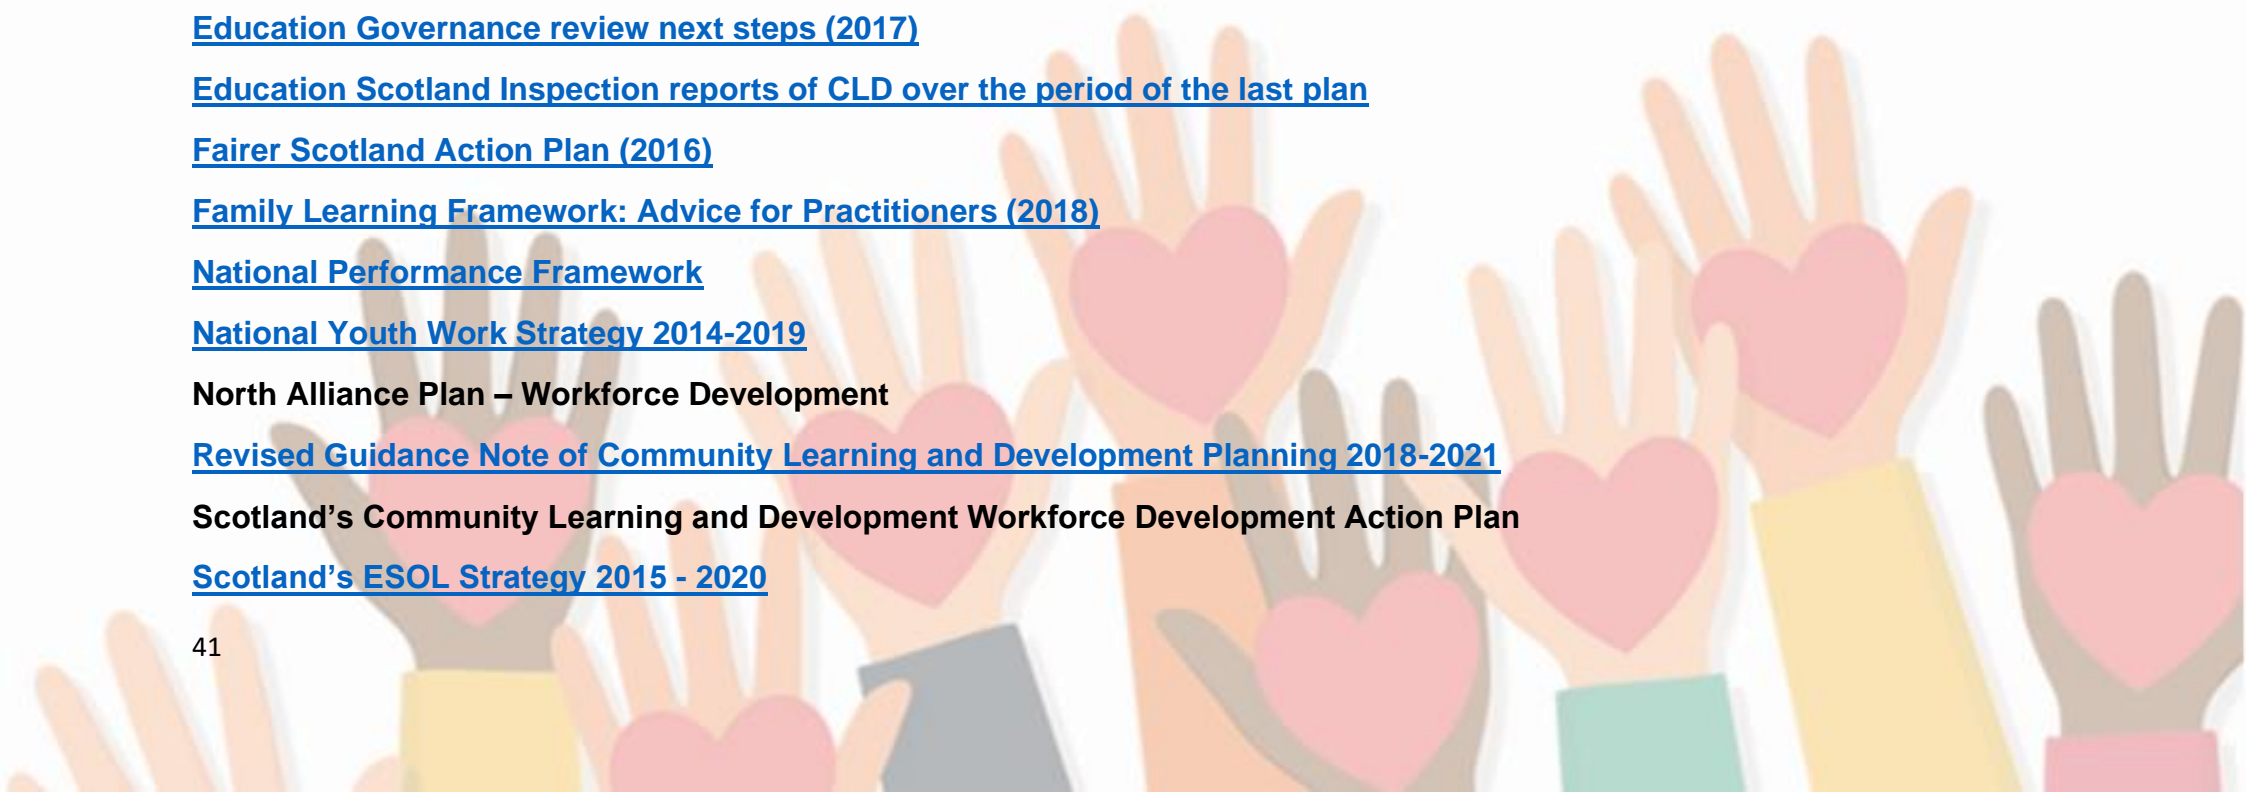 Education Governance review next steps (2017)
Education Scotland Inspection reports of CLD over the period of the last plan
Fairer Scotland Action Plan (2016)
Family Learning Framework: Advice for Practitioners (2018)
National Performance Framework
National Youth Work Strategy 2014-2019
North Alliance Plan – Workforce Development
Revised Guidance Note of Community Learning and Development Planning 2018-2021
Scotland’s Community Learning and Development Workforce Development Action Plan
Scotland’s ESOL Strategy 2015 - 2020
41